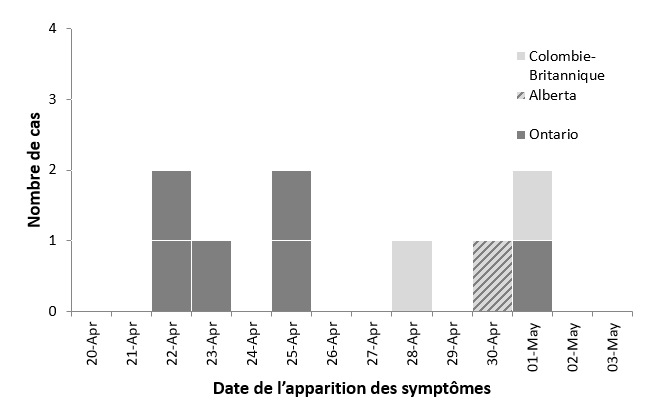 4
3
2
1
0
Nombre de cas
Colombie-
Britannique
Alberta
Ontario
20-Apr
21-Apr
22-Apr
23-Apr
24-Apr
25-Apr
26-Apr
27-Apr
28-Apr
29-Apr
30-Apr
01-May
02-May
03-May
Date de l’apparition des symptômes